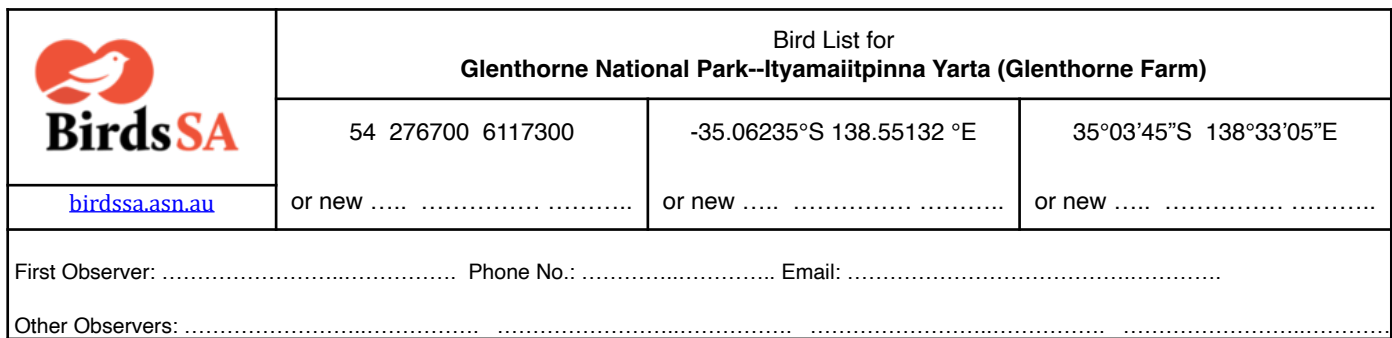 BirdsSA
birdssa.asn.au
Bird List for
Glenthorne National Park--Ityamaiitpinna Yarta (Glenthorne Farm)
54 276700 6117300
-35.06235°S 138.55132 °E
35°03’45”S 138°33’05”E
or new ….. …………… ………..
or new ….. …………… ………..
or new ….. …………… ………..
First Observer: ……………………...……………. Phone No.: …………...………….. Email: ………………………………….………….
Other Observers: ……………………..……………. ……………………..……………. ……………………..……………. ……………………..…………